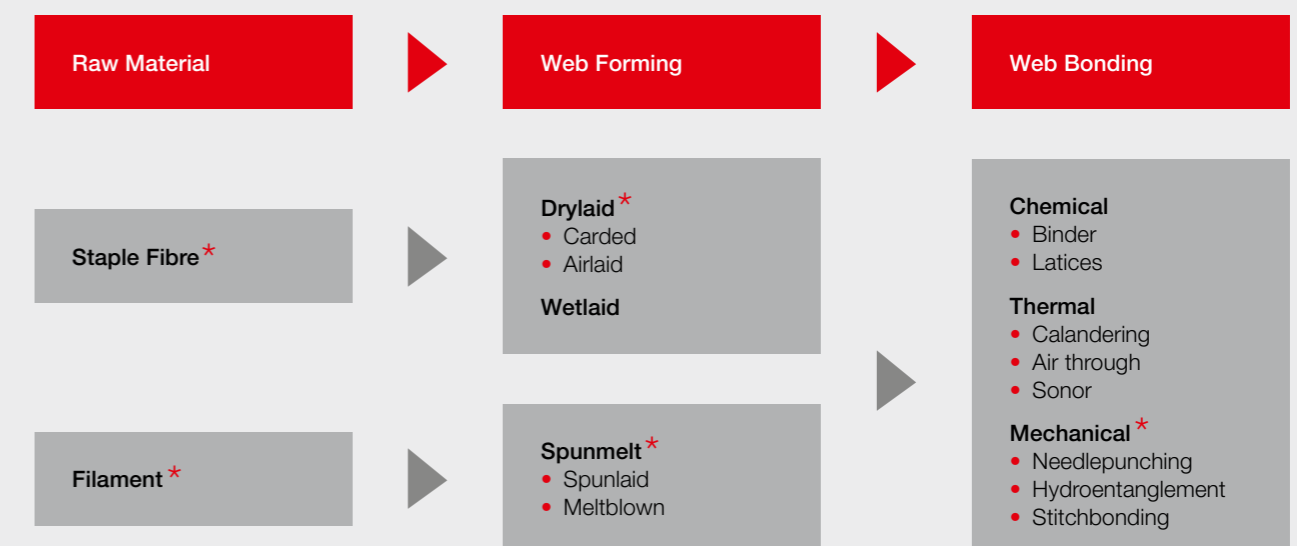 Raw Material
Web Forming
Web Bonding
Staple Fibre*
Drylaid*
• Carded
• Airlaid
Wetlaid
Filament*
Spunmelt*
• Spunlaid
• Meltblown
Chemical
• Binder
• Latices
Thermal
• Calandering
• Air through
• Sonor
Mechanical*
• Needlepunching
• Hydroentanglement
• Stitchbonding